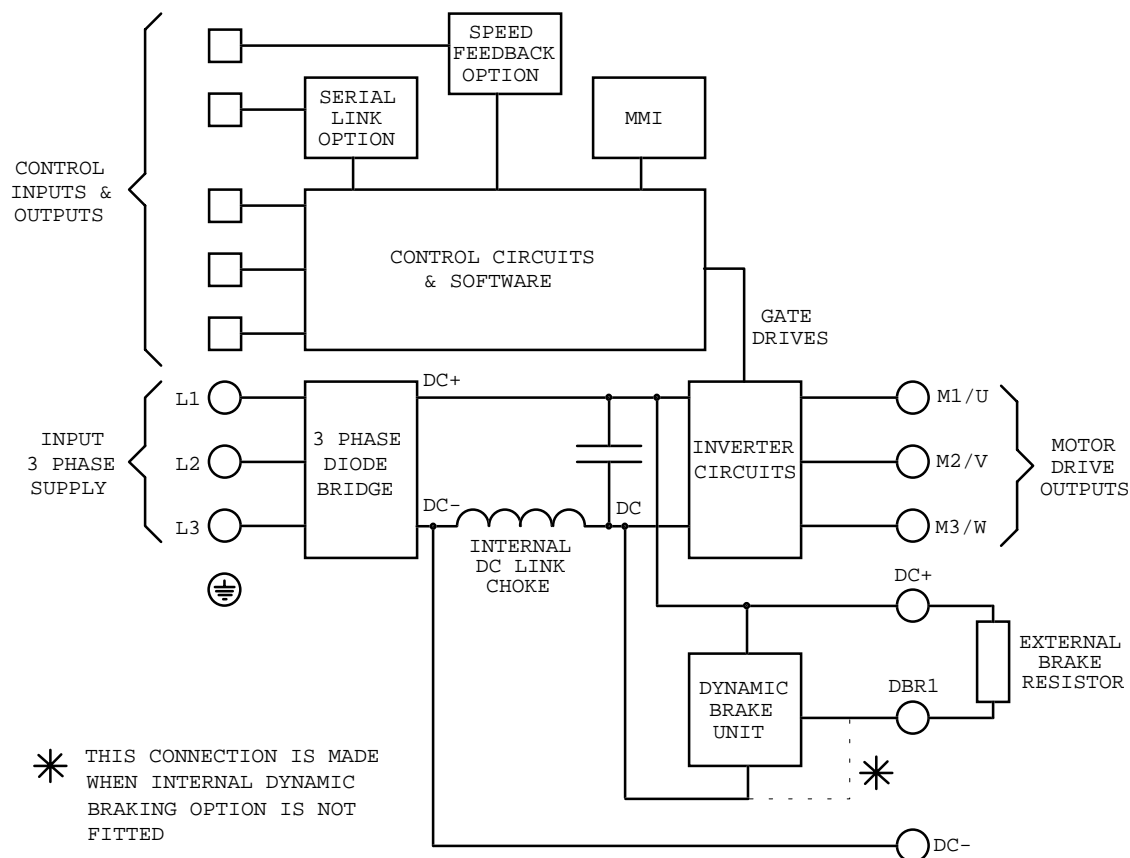 SPEED
FEEDBACK
OPTION
SERIAL
LINK
OPTION
MMI
CONTROL
INPUTS &
OUTPUTS
CONTROL CIRCUITS
& SOFTWARE
GATE
DRIVES
INPUT
3 PHASE
SUPPLY
L1
L2
L3
3 PHASE
DIODE
BRIDGE
DC+
DC-
INTERNAL
DC LINK
CHOKE
DC
INVERTER
CIRCUITS
M1/U
M2/V
M3/W
MOTOR
DRIVE
OUTPUTS
DC+
DYNAMIC
BRAKE
UNIT
DBR1
EXTERNAL
BRAKE
RESISTOR
THIS CONNECTION IS MADE
WHEN INTERNAL DYNAMIC
BRAKING OPTION IS NOT
FITTED
DC-